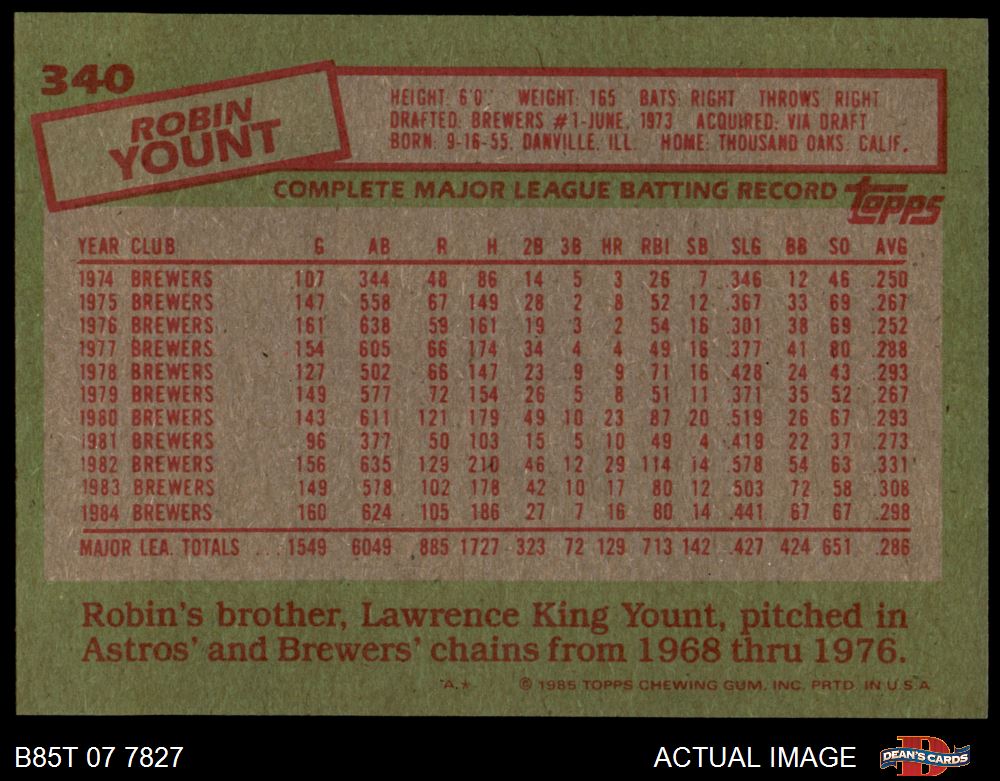 340
ROBIN
YOUNT
HEIGHT: 6'0" WEIGHT: 165 BATS: RIGHT THROWS: RIGHT
DRAFTED: BREWERS #1-JUNE, 1973 ACQUIRED: VIA DRAFT
BORN: 9-16-55, DANVILLE, ILL. HOME: THOUSAND OAKS, CALIF.
COMPLETE MAJOR LEAGUE BATTING RECORD
topps
YEAR CLUB G AB R H 2B 3B HR RBI SB SLG BB SO AVG
1974 BREWERS 107 344 48 86 14 5 3 26 7 .346 12 46 .250
1975 BREWERS 147 558 67 149 28 2 8 52 12 .367 33 69 .267
1976 BREWERS 161 638 59 161 19 3 2 54 16 .301 38 69 .252
1977 BREWERS 154 605 66 174 34 4 4 49 16 .377 41 80 .288
1978 BREWERS 127 502 66 147 23 9 9 71 16 .428 24 43 .293
1979 BREWERS 149 577 72 154 26 5 8 51 11 .371 35 52 .267
1980 BREWERS 143 611 121 179 49 10 23 87 20 .519 26 67 .293
1981 BREWERS 96 377 50 103 15 5 10 49 4 .419 22 37 .273
1982 BREWERS 156 635 129 210 46 12 29 114 14 .578 54 63 .331
1983 BREWERS 149 578 102 178 42 10 17 80 12 .503 72 58 .308
1984 BREWERS 160 624 105 186 27 7 16 80 14 .441 67 67 .298
MAJOR LEA. TOTALS ... 1549 6049 885 1727 323 72 129 713 142 .427 424 651 .286
Robin's brother, Lawrence King Yount, pitched in
Astros' and Brewers' chains from 1968 thru 1976.
A.* © 1985 TOPPS CHEWING GUM, INC. PRTD. IN U.S.A.
B85T 07 7827
ACTUAL IMAGE
DEAN'S CARDS